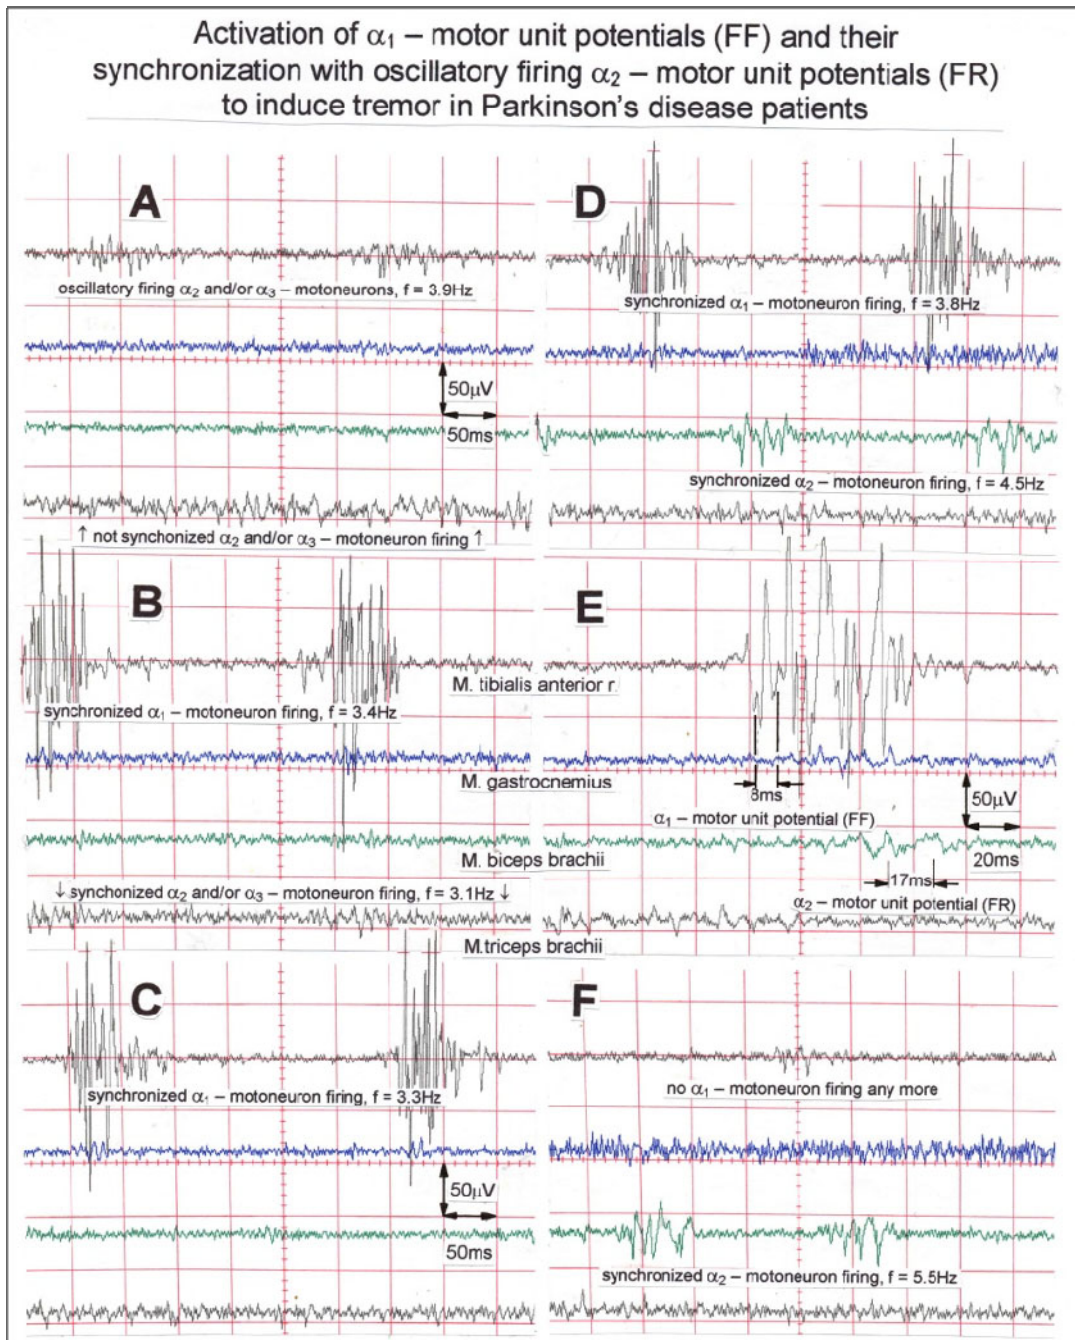 Activation of α1 – motor unit potentials (FF) and their
synchronization with oscillatory firing α2 – motor unit potentials (FR)
to induce tremor in Parkinson's disease patients
A
oscillatory firing α2 and/or α3 – motoneurons, f = 3.9Hz
50μV
50ms
↑ not synchonized α2 and/or α3 – motoneuron firing ↑
D
synchronized α1 – motoneuron firing, f = 3.8Hz
synchronized α2 – motoneuron firing, f = 4.5Hz
B
M. tibialis anterior r.
synchronized α1 – motoneuron firing, f = 3.4Hz
M. gastrocnemius
M. biceps brachii
↓ synchonized α2 and/or α3 – motoneuron firing, f = 3.1Hz ↓
M.triceps brachii
E
8ms
50μV
α1 – motor unit potential (FF)
20ms
17ms
α2 – motor unit potential (FR)
C
synchronized α1 – motoneuron firing, f = 3.3Hz
50μV
50ms
F
no α1 – motoneuron firing any more
synchronized α2 – motoneuron firing, f = 5.5Hz